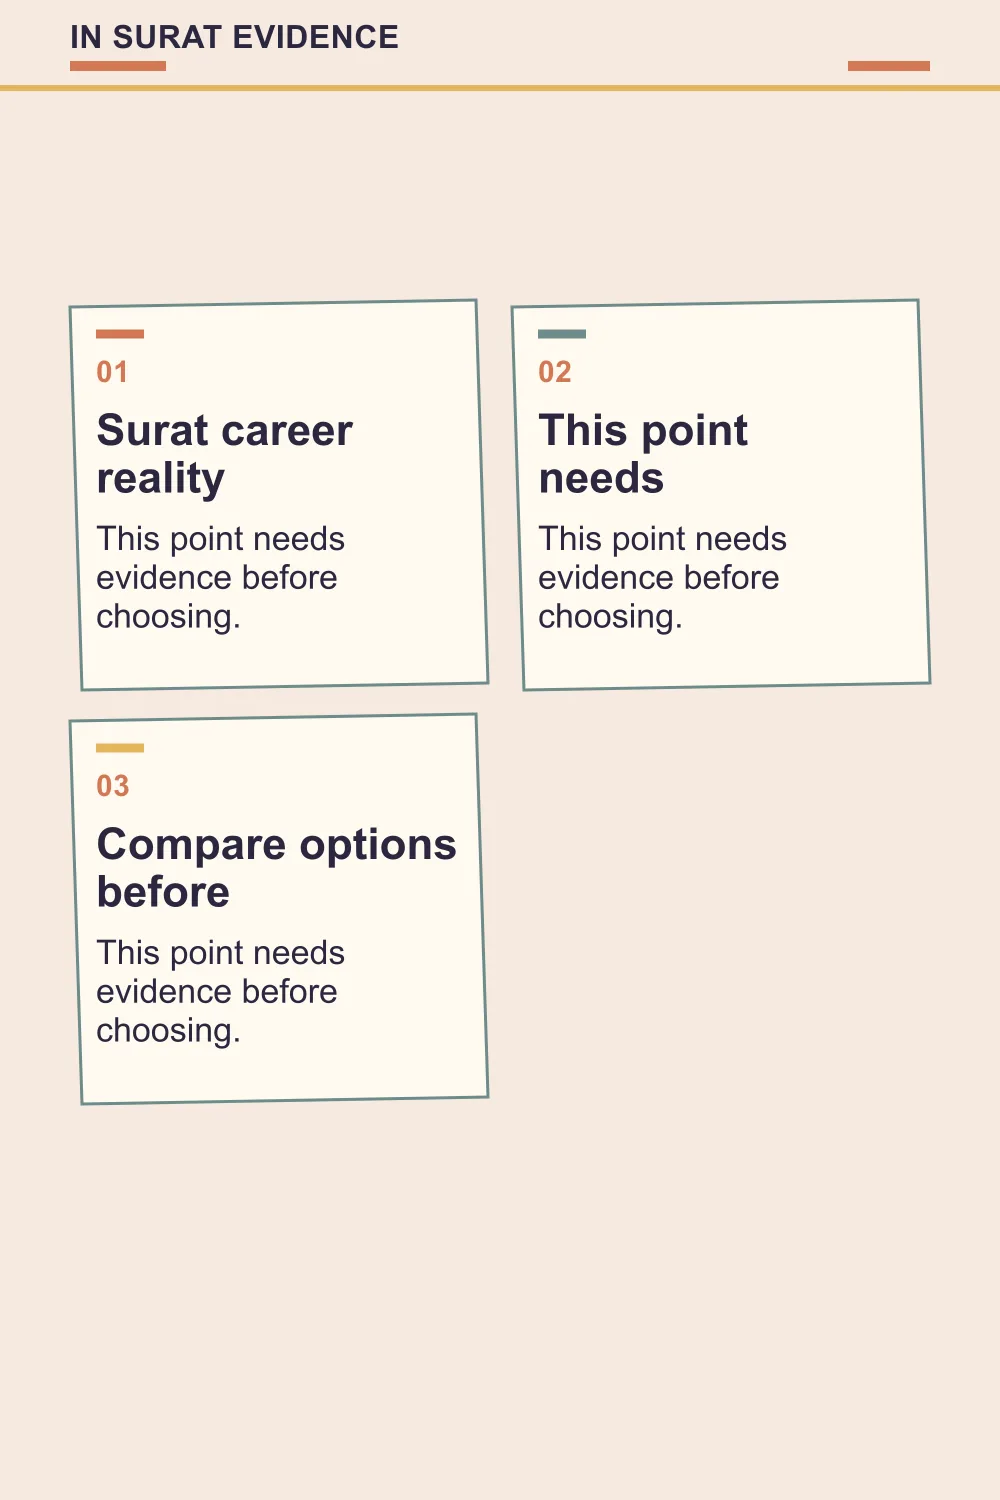 IN SURAT EVIDENCE
01
Surat career
reality
This point needs
evidence before
choosing.
02
This point
needs
This point needs
evidence before
choosing.
03
Compare options
before
This point needs
evidence before
choosing.